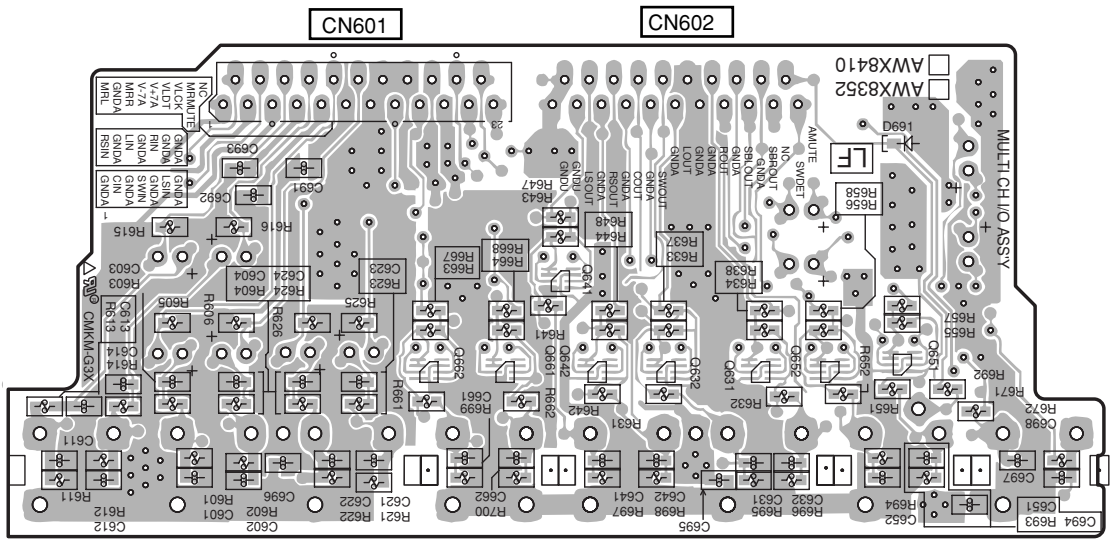 CN601
CN602
AWX8410
AWX8352
NC
MRMUTE
VLCK
VLDT
V+7A
V-7A
MRR
GNDA
MRL
GNDA
GNDA
RIN
GNDA
LIN
GNDA
RSIN
GNDA
LSIN
GNDA
SWIN
GNDA
CIN
GNDA
1
1
23
C693
C692
C691
R615
R616
C603
R603
C604
R604
C624
R624
C623
R623
R667
R663
R668
R664
R647
R643
GNDU
GNDU
LSOUT
GNDA
RSOUT
GNDA
COUT
GNDA
SWOUT
GNDA
LOUT
GNDA
GNDA
ROUT
GNDA
SBLOUT
GNDA
SBROUT
NC
SWDET
AMUTE
LF
D691
R658
R656
R648
R644
R637
R633
R638
R634
Q641
MULTI CH I/O ASS'Y
CMKM-G3X
C613
R613
C614
R614
R605
R606
R626
R625
R661
Q662
Q661
R641
Q642
Q632
Q631
Q652
R652
Q651
R657
R655
R692
R671
R672
C698
C661
R699
R662
R642
R631
R632
R651
C611
R611
R612
C612
R601
C601
C696
R602
C602
C622
R622
C621
R621
C662
R700
C641
R697
C642
R698
C695
C631
R695
C632
R696
R694
C652
C697
C651
R693
C694